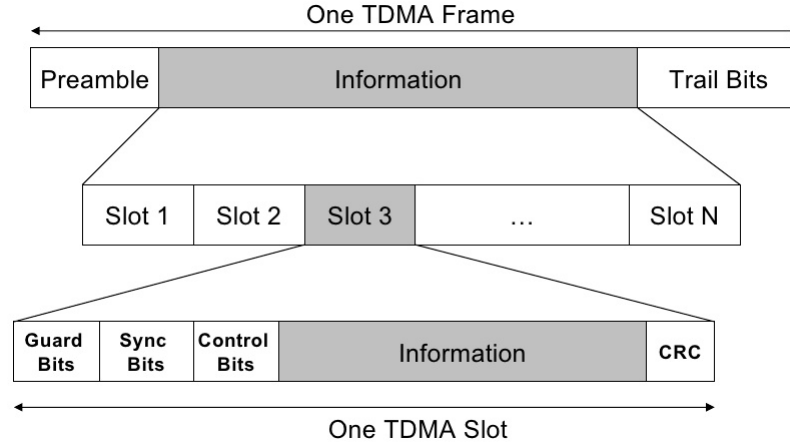 One TDMA Frame
Preamble
Information
Trail Bits
Slot 1
Slot 2
Slot 3
...
Slot N
Guard
Bits
Sync
Bits
Control
Bits
Information
CRC
One TDMA Slot